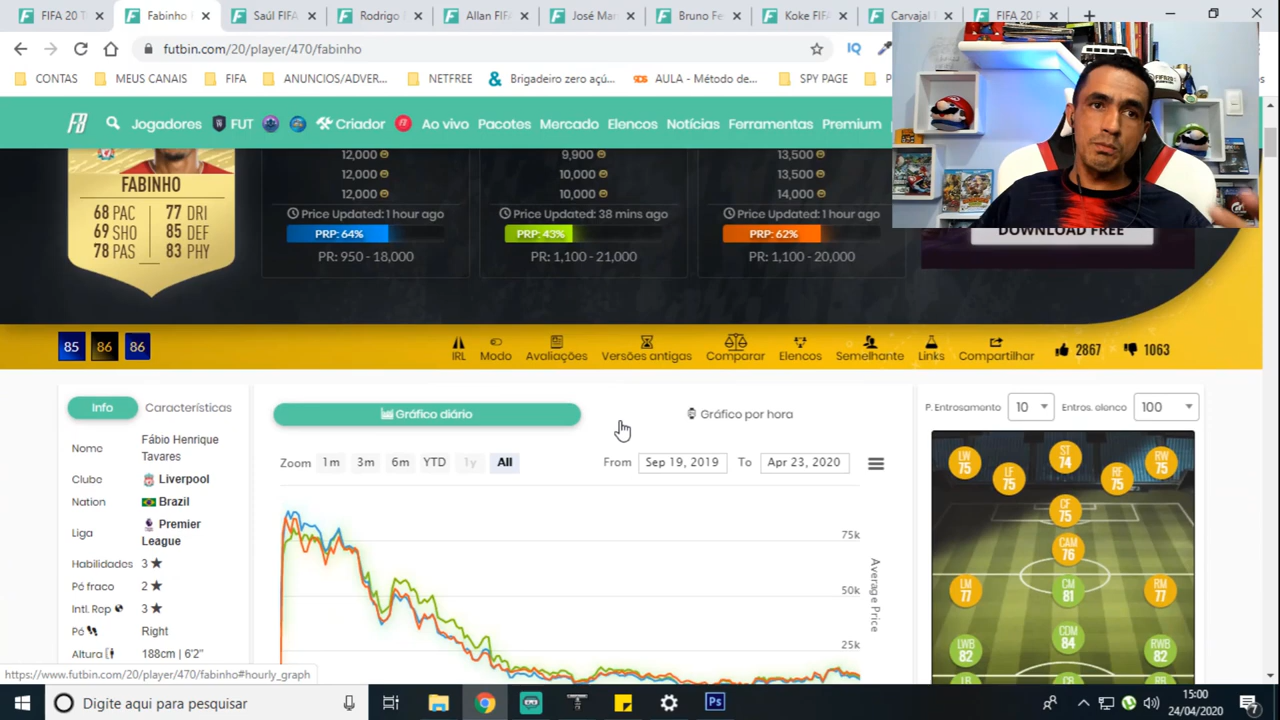 FIFA 20 T
Fabinho
Saúl FIFA
Rodrigo
Allan FIF
José Mar
Bruno Fe
Koke FIF
Carvajal
FIFA 20 P
futbin.com/20/player/470/fabinho
IQ
CONTAS
MEUS CANAIS
FIFA
ANUNCIOS/ADVER...
NETFREE
Brigadeiro zero açú...
AULA - Método de...
SPY PAGE
Jogadores
FUT
Criador
Ao vivo
Pacotes
Mercado
Elencos
Notícias
Ferramentas
Premium
12,000
9,900
13,500
12,000
10,000
13,500
12,000
10,000
14,000
FABINHO
68 PAC
77 DRI
69 SHO
85 DEF
78 PAS
83 PHY
Price Updated: 1 hour ago
Price Updated: 38 mins ago
Price Updated: 1 hour ago
PRP: 64%
PRP: 43%
PRP: 62%
PR: 950 - 18,000
PR: 1,100 - 21,000
PR: 1,100 - 20,000
DOWNLOAD FREE
85
86
86
IRL
Modo
Avaliações
Versões antigas
Comparar
Elencos
Semelhante
Links
Compartilhar
2867
1063
Info
Características
Nome
Fábio Henrique Tavares
Clube
Liverpool
Nation
Brazil
Liga
Premier League
Habilidades
3
Pó fraco
2
Intl. Rep
3
Pó
Right
Altura
188cm | 6'2"
Gráfico diário
Gráfico por hora
Zoom
1m
3m
6m
YTD
1y
All
From
Sep 19, 2019
To
Apr 23, 2020
75k
50k
25k
Average Price
P. Entrosamento
10
Entros. elenco
100
ST
74
LW
75
RW
75
LF
75
RF
75
CF
75
CAM
76
LM
77
CM
81
RM
77
CDM
84
LWB
82
RWB
82
LB
CB
RB
https://www.futbin.com/20/player/470/fabinho#hourly_graph
Digite aqui para pesquisar
Ps
15:00
24/04/2020
7